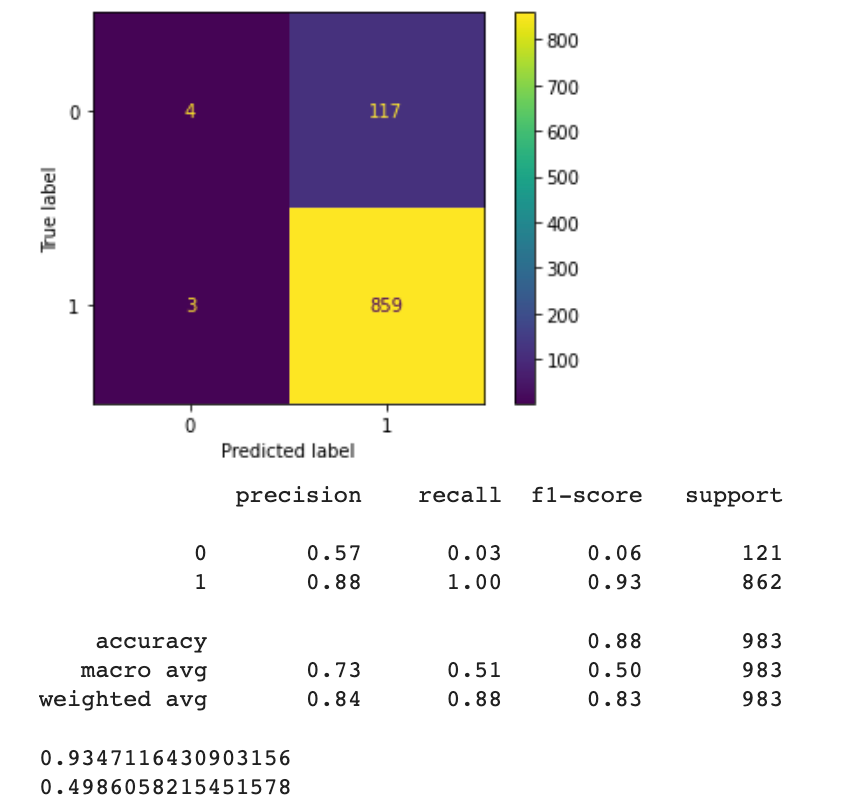 800
700
0 4 117
600
500
True label
400
300
1 3 859
200
100
0 1
Predicted label
precision recall f1-score support
0 0.57 0.03 0.06 121
1 0.88 1.00 0.93 862
accuracy 0.88 983
macro avg 0.73 0.51 0.50 983
weighted avg 0.84 0.88 0.83 983
0.9347116430903156
0.4986058215451578